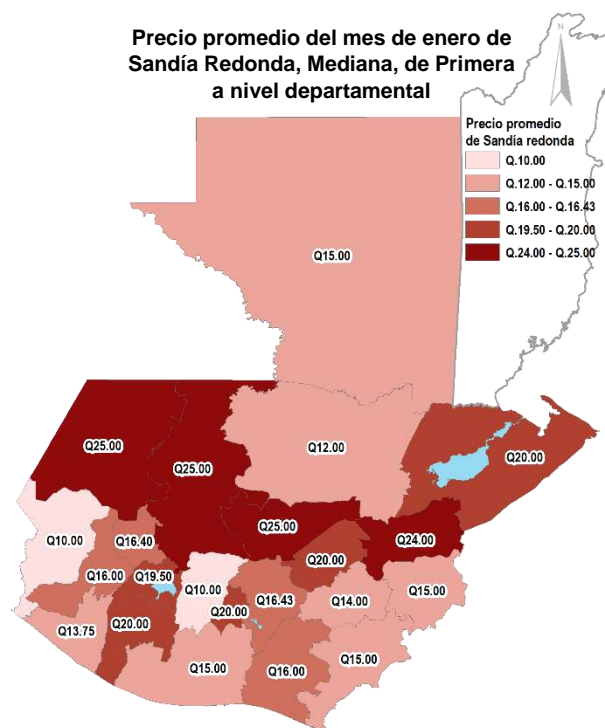 Precio promedio del mes de enero de
Sandía Redonda, Mediana, de Primera
a nivel departamental
Precio promedio
de Sandía redonda
Q.10.00
Q.12.00 - Q.15.00
Q.16.00 - Q.16.43
Q.19.50 - Q.20.00
Q.24.00 - Q.25.00
Q15.00
Q25.00
Q25.00
Q12.00
Q20.00
Q25.00
Q24.00
Q10.00
Q16.40
Q20.00
Q16.00
Q19.50
Q10.00
Q16.43
Q14.00
Q15.00
Q20.00
Q13.75
Q20.00
Q15.00
Q16.00
Q15.00